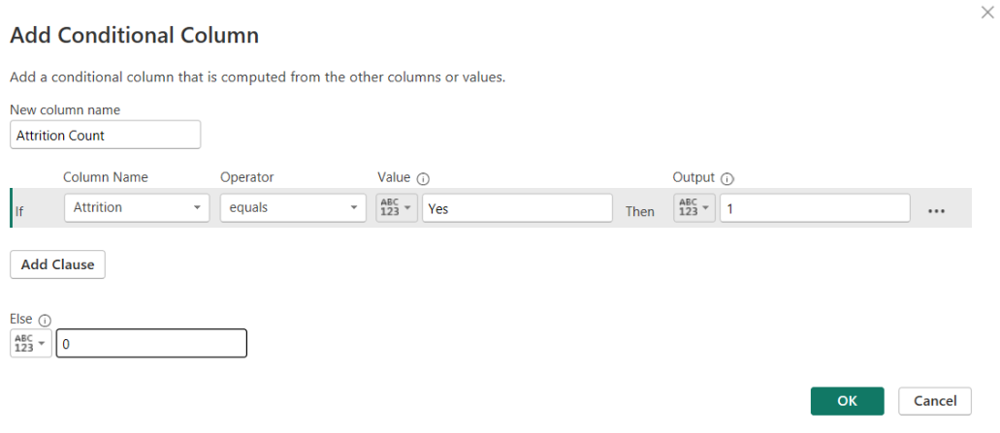 Add Conditional Column
Add a conditional column that is computed from the other columns or values.
New column name
Attrition Count
Column Name Operator Value Output
If Attrition equals ABC 123 Yes Then ABC 123 1 ...
Add Clause
Else
ABC 123 0
OK Cancel